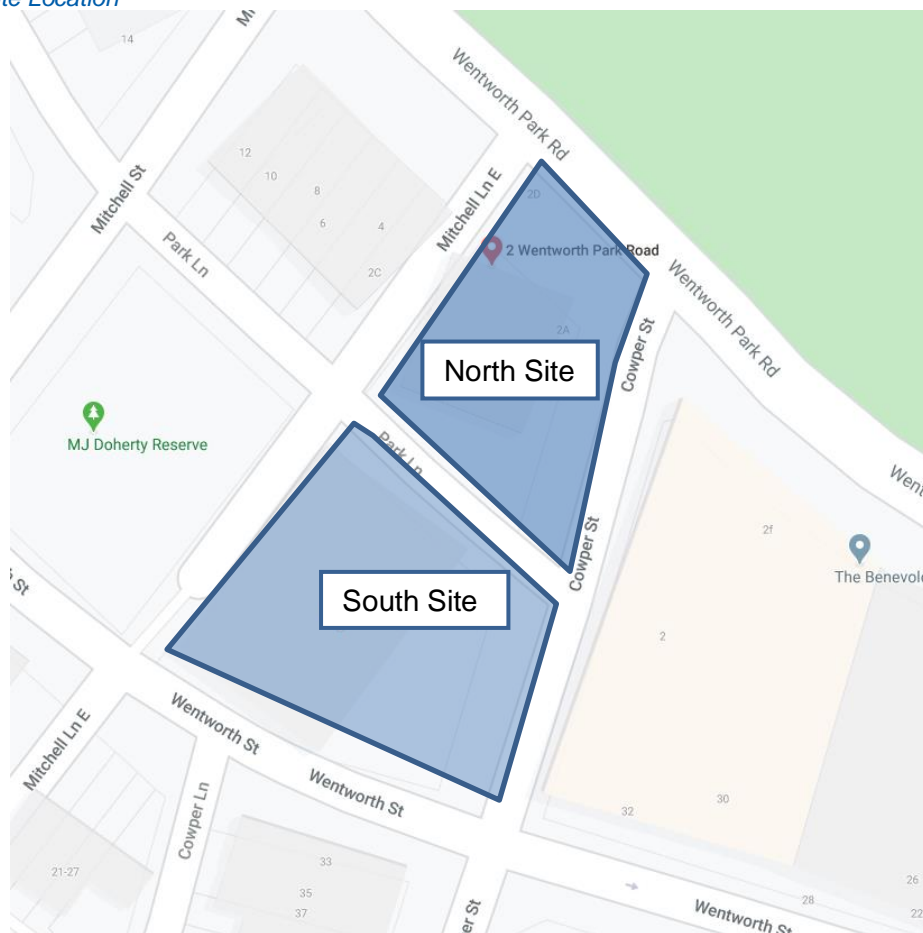 te Location
14
Wentworth Park Rd
12
10
8
6
4
2C
Mitchell St
Mitchell Ln E
2D
2 Wentworth Park Road
Park Ln
2A
Wentworth Park Rd
Cowper St
North Site
MJ Doherty Reserve
Park Ln
Went
2f
Cowper St
The Benevole
South Site
2
St
Wentworth St
Mitchell Ln E
Wentworth St
Cowper Ln
30
32
33
21-27
35
37
26
28
22
er St
Wentworth St